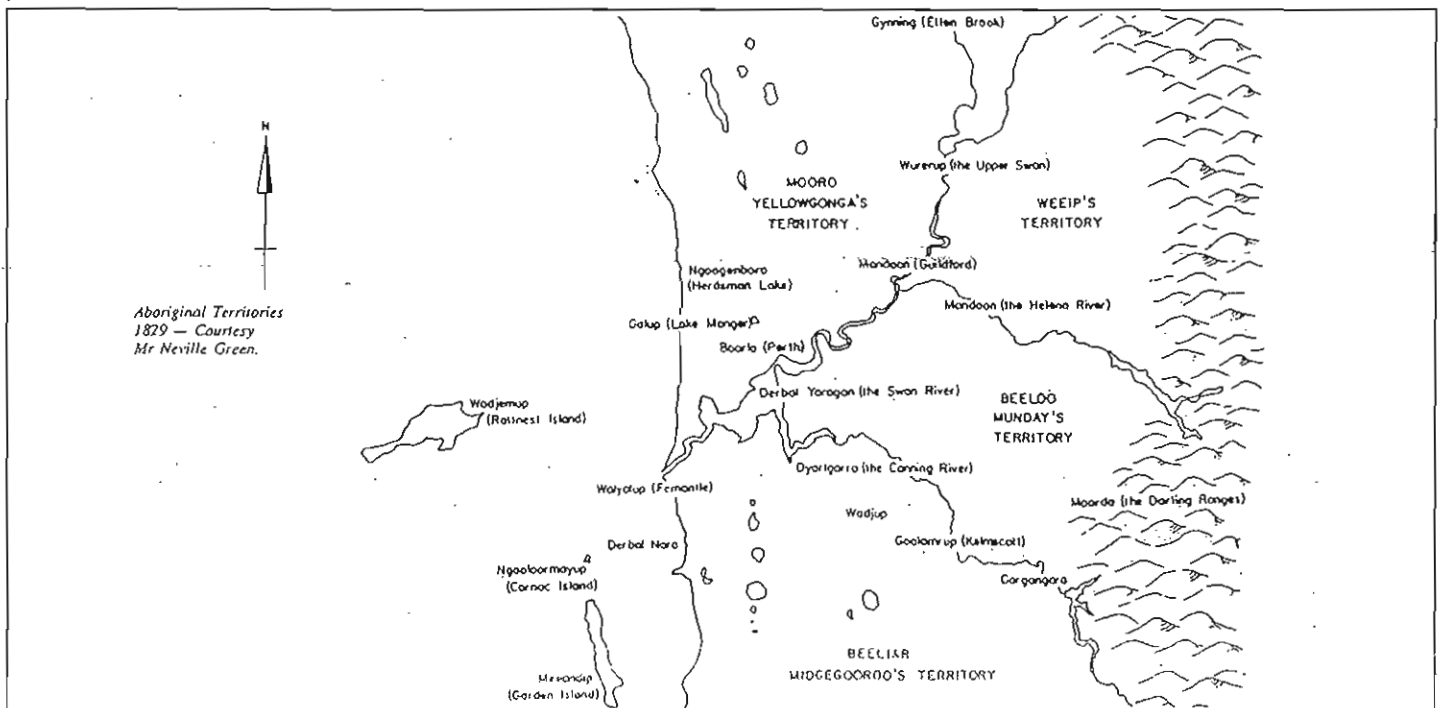 Gynning (Ellen Brook)
N
Wurerup (the Upper Swan)
MOORO
YELLOWGONGA'S
TERRITORY
WEEIP'S
TERRITORY
Mandoon (Guildford)
Ngoogenboro
(Herdsman Lake)
Mandoon (the Helena River)
Aboriginal Territories
1829 — Courtesy
Mr Neville Green.
Galup (Lake Monger)
Boorlo (Perth)
Derbal Yaragan (the Swan River)
BEELOO
MUNDAY'S
TERRITORY
Wadjemup
(Rottnest Island)
Dyarlgarro (the Canning River)
Walyalup (Fremantle)
Moorda (the Darling Ranges)
Wadjup
Goolamrup (Kelmscott)
Derbal Nara
Ngooloormayup
(Carnac Island)
Gargangara
BEELIAR
MIDGEGOOROO'S TERRITORY
(Garden Island)